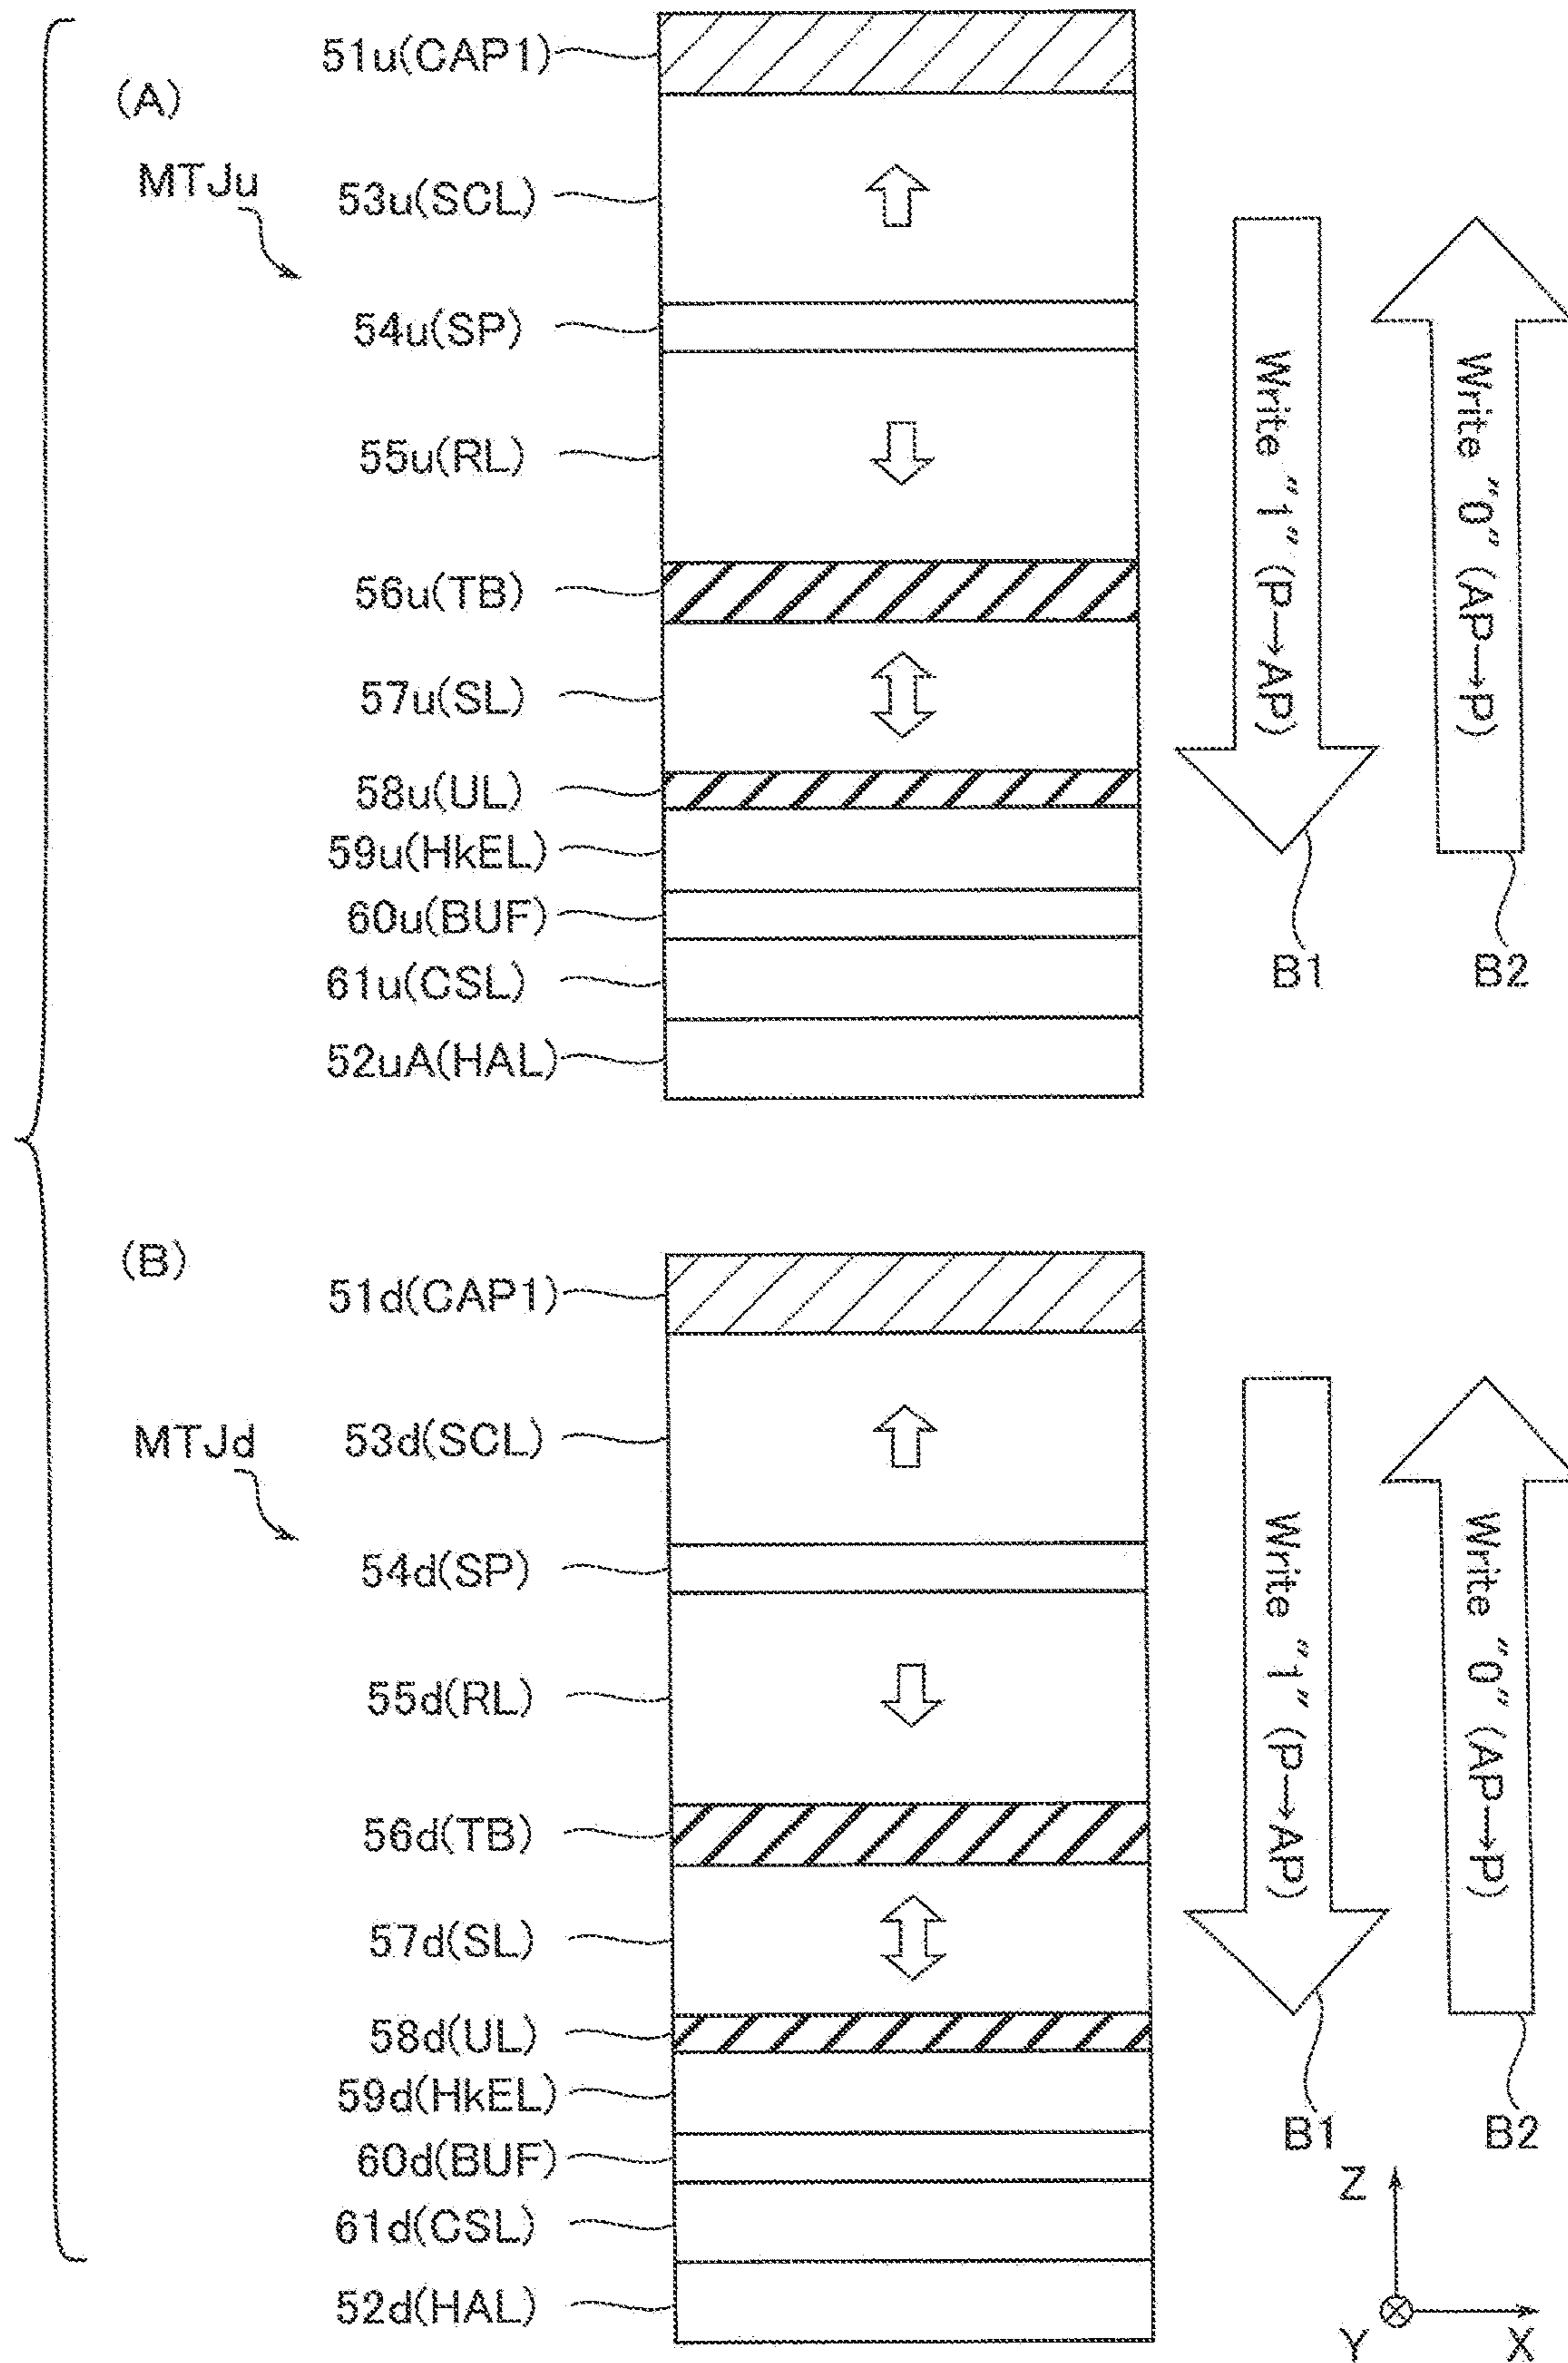 (A)
MTJu
51u(CAP1)
53u(SCL)
54u(SP)
55u(RL)
56u(TB)
57u(SL)
58u(UL)
59u(HkEL)
60u(BUF)
61u(CSL)
52uA(HAL)
Write “1” (P→AP)
Write “0” (AP→P)
B1
B2
(B)
MTJd
51d(CAP1)
53d(SCL)
54d(SP)
55d(RL)
56d(TB)
57d(SL)
58d(UL)
59d(HkEL)
60d(BUF)
61d(CSL)
52d(HAL)
Write “1” (P→AP)
Write “0” (AP→P)
B1
B2
Z
Y
X